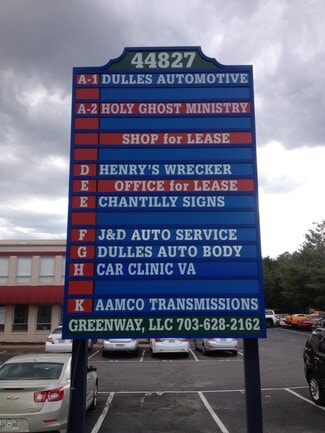 44827
A-1 DULLES AUTOMOTIVE
A-2 HOLY GHOST MINISTRY
SHOP for LEASE
D HENRY'S WRECKER
E OFFICE for LEASE
E CHANTILLY SIGNS
F J&D AUTO SERVICE
G DULLES AUTO BODY
H CAR CLINIC VA
K AAMCO TRANSMISSIONS
GREENWAY, LLC 703-628-2162